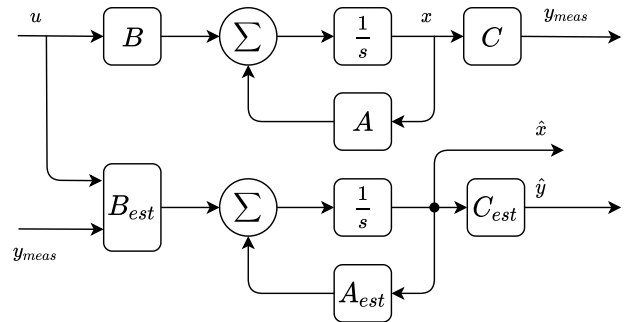 u
B
∑
1/s
x
C
y_meas
A
x̂
B_est
∑
1/s
C_est
ŷ
y_meas
A_est